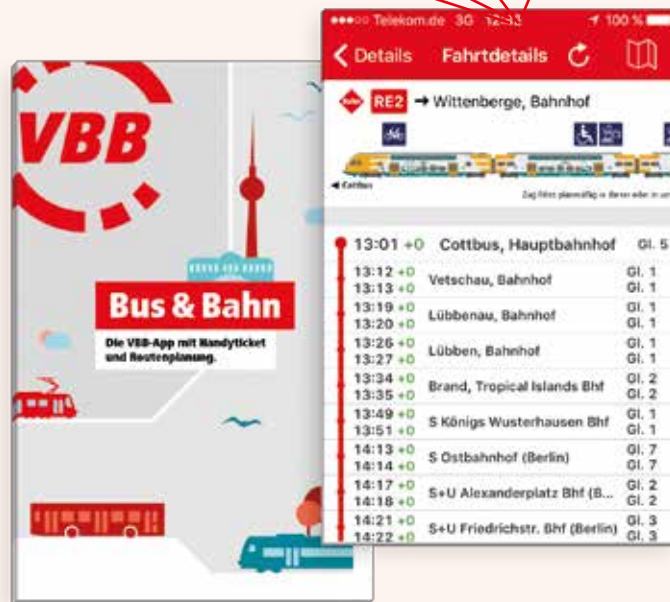 VBB
Bus & Bahn
Die VBB-App mit Handyticket
und Routenplanung.
Telekom.de 3G 12:33 100 %
Details Fahrtdetails
RE2 → Wittenberge, Bahnhof
Cottbus
13:01 +0 Cottbus, Hauptbahnhof Gl. 5
13:12 +0 Gl. 1
Vetschau, Bahnhof
13:13 +0 Gl. 1
13:19 +0 Gl. 1
Lübbenau, Bahnhof
13:20 +0 Gl. 1
13:26 +0 Gl. 1
Lübben, Bahnhof
13:27 +0 Gl. 1
13:34 +0 Gl. 2
Brand, Tropical Islands Bhf
13:35 +0 Gl. 2
13:49 +0 Gl. 1
S Königs Wusterhausen Bhf
13:51 +0 Gl. 1
14:13 +0 Gl. 7
S Ostbahnhof (Berlin)
14:14 +0 Gl. 7
14:17 +0 Gl. 2
S+U Alexanderplatz Bhf (B...
14:18 +0 Gl. 2
14:21 +0 Gl. 3
S+U Friedrichstr. Bhf (Berlin)
14:22 +0 Gl. 3